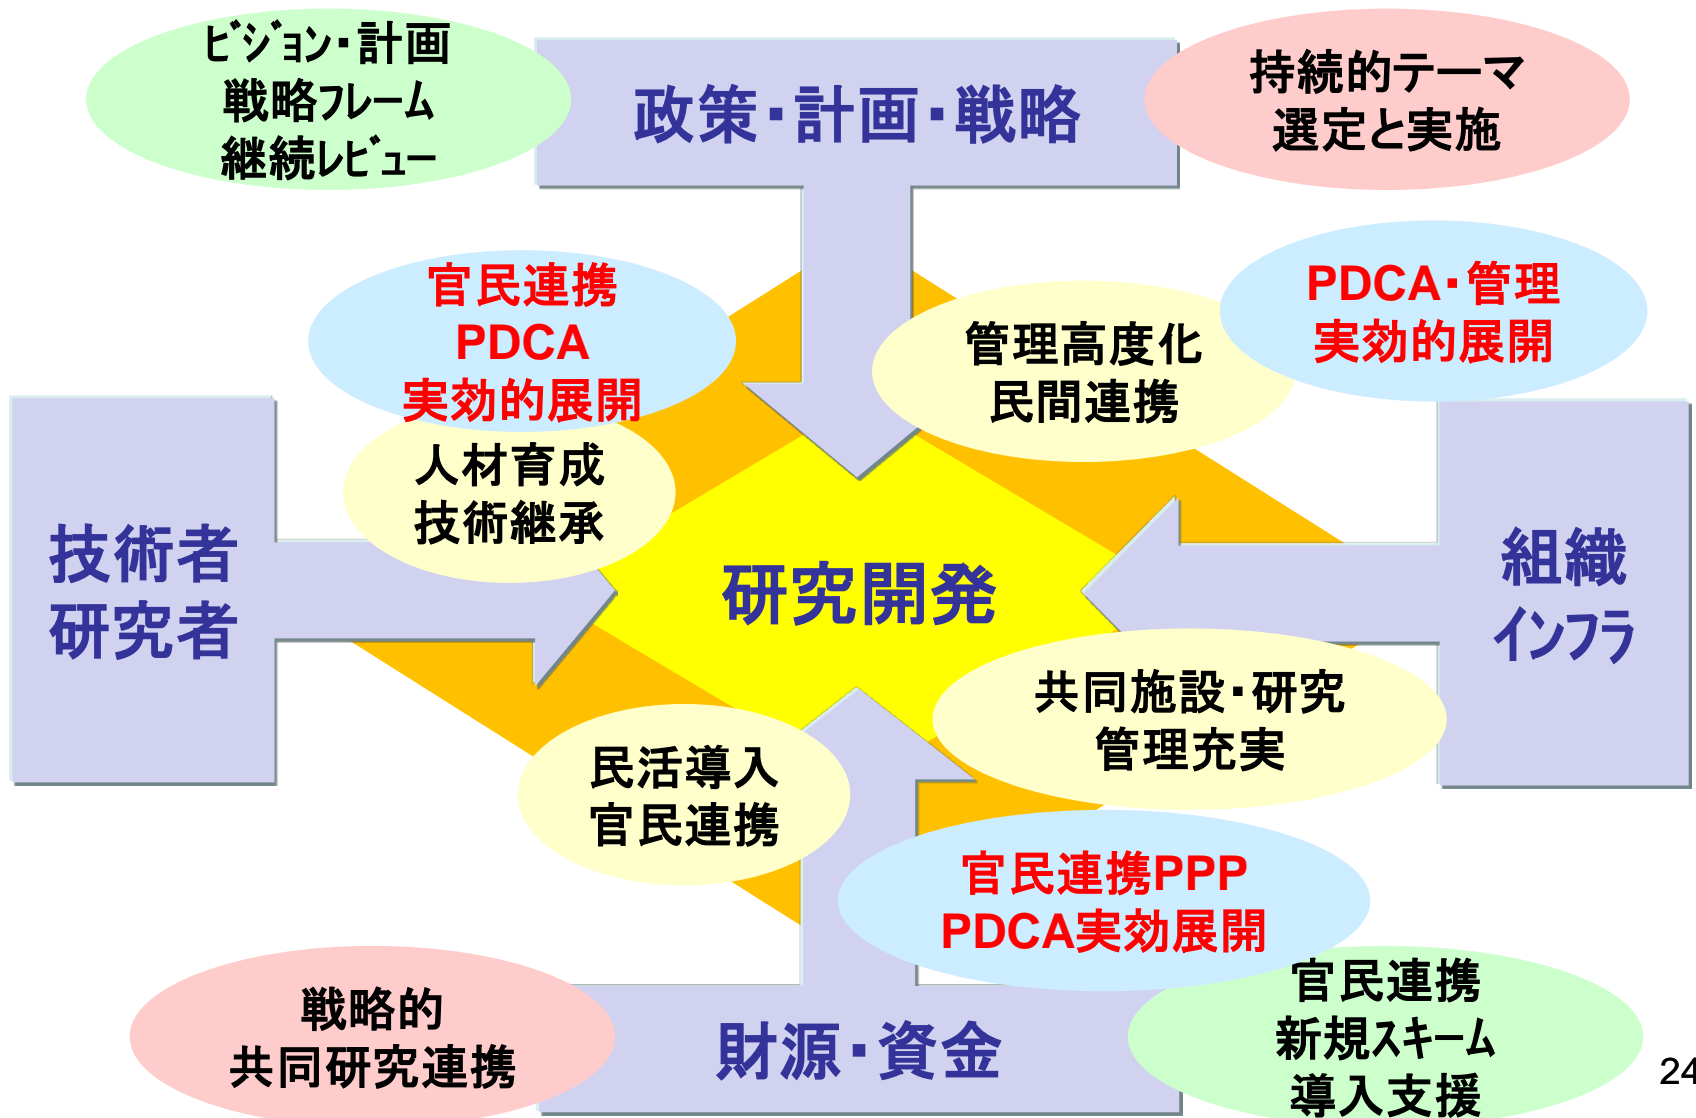 ﾋﾞｼﾞｮﾝ・計画
戦略ﾌﾚｰﾑ
継続ﾚﾋﾞｭｰ
政策・計画・戦略
持続的テーマ
選定と実施
官民連携
PDCA
実効的展開
PDCA・管理
実効的展開
管理高度化
民間連携
人材育成
技術継承
技術者
研究者
研究開発
組織
ｲﾝﾌﾗ
共同施設・研究
管理充実
民活導入
官民連携
官民連携PPP
PDCA実効展開
戦略的
共同研究連携
財源・資金
官民連携
新規ｽｷｰﾑ
導入支援
24